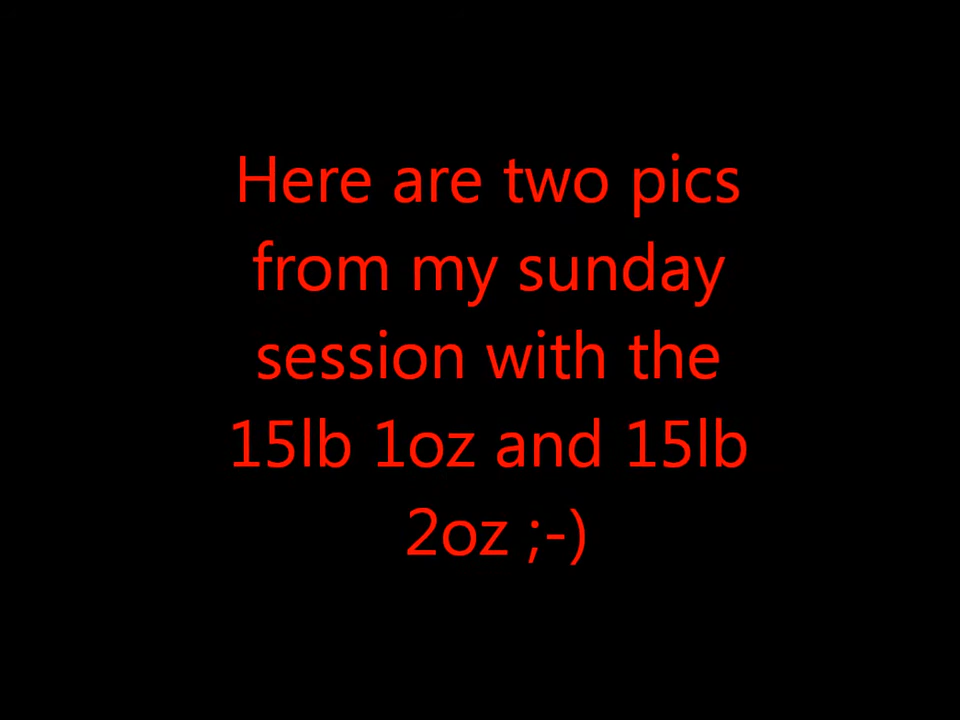 Here are two pics
from my sunday
session with the
15lb 1oz and 15lb
2oz ;-)